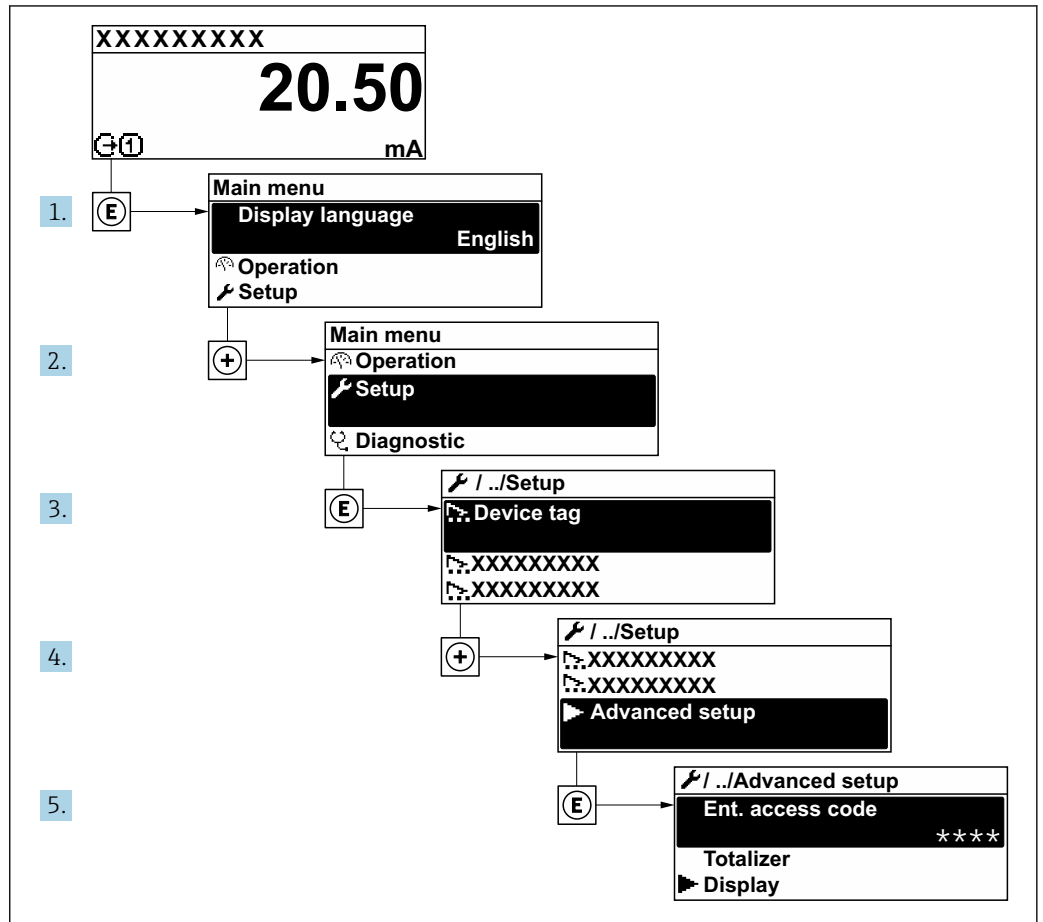 XXXXXXXXX
20.50
1
mA
1.
E
Main menu
Display language
English
Operation
Setup
2.
+
Main menu
Operation
Setup
Diagnostic
3.
E
/ ../Setup
Device tag
XXXXXXXXX
XXXXXXXXX
4.
+
/ ../Setup
XXXXXXXXX
XXXXXXXXX
Advanced setup
5.
E
/ ../Advanced setup
Ent. access code
****
Totalizer
Display